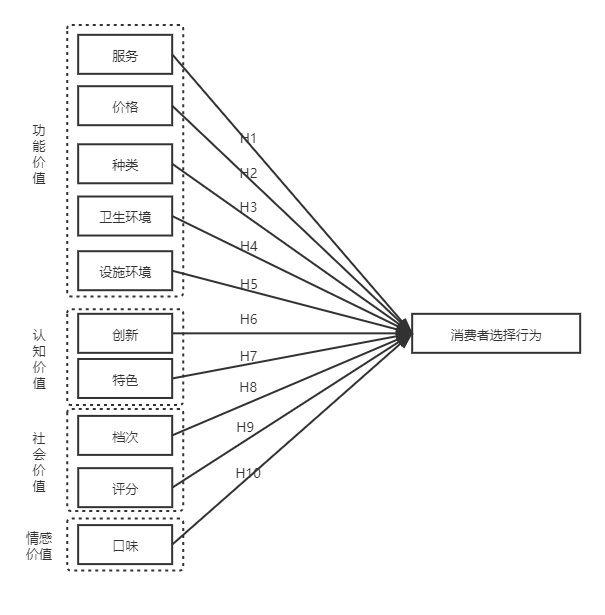 功
能
价
值
服务
价格
种类
卫生环境
设施环境
认
知
价
值
创新
特色
社
会
价
值
档次
评分
情感
价值
口味
H1
H2
H3
H4
H5
H6
H7
H8
H9
H10
消费者选择行为